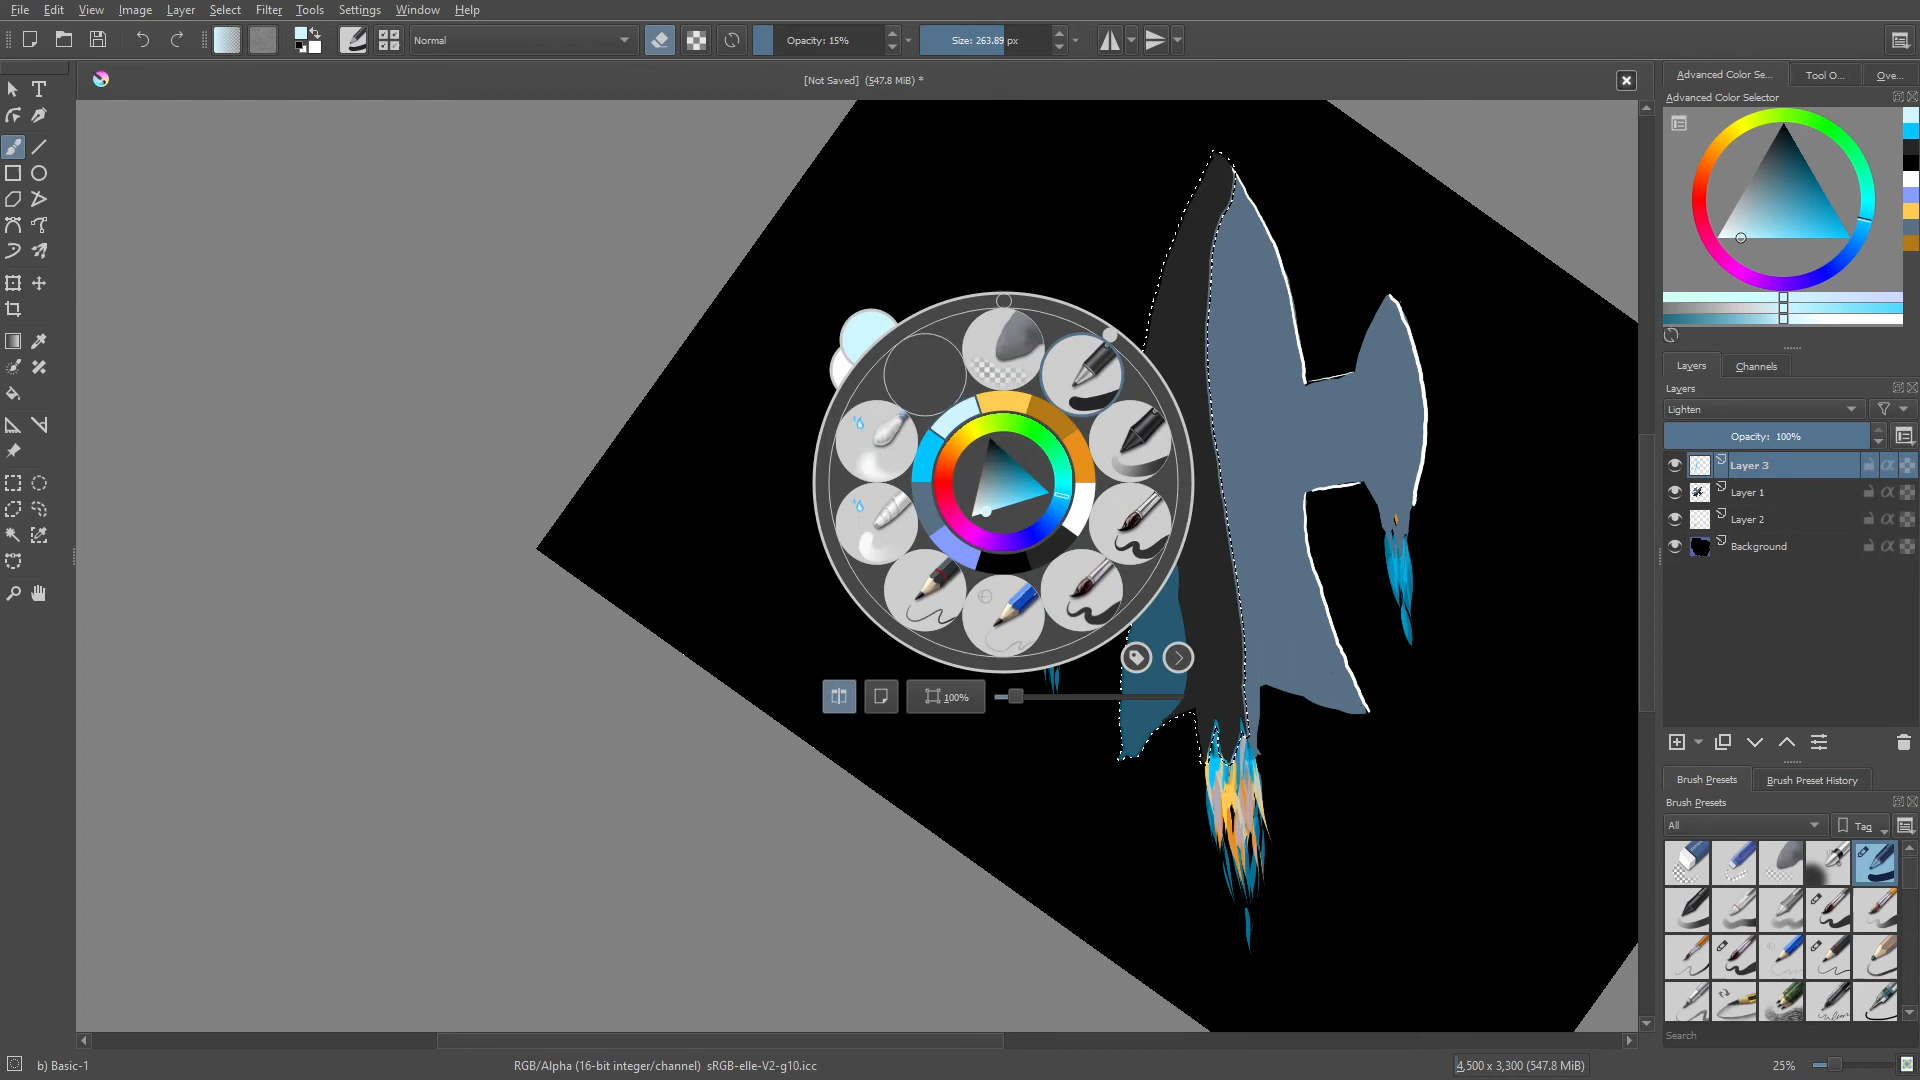 File Edit View Image Layer Select Filter Tools Settings Window Help
Normal
Opacity: 15%
Size: 263.89 px
[Not Saved] (547.8 MiB) *
Advanced Color Se... Tool O... Ove...
Advanced Color Selector
Layers Channels
Layers
Lighten
Opacity: 100%
Layer 3
Layer 1
Layer 2
Background
100%
Brush Presets Brush Preset History
Brush Presets
All Tag
Search
b) Basic-1
RGB/Alpha (16-bit integer/channel) sRGB-elle-V2-g10.icc
4,500 x 3,300 (547.8 MiB)
25%